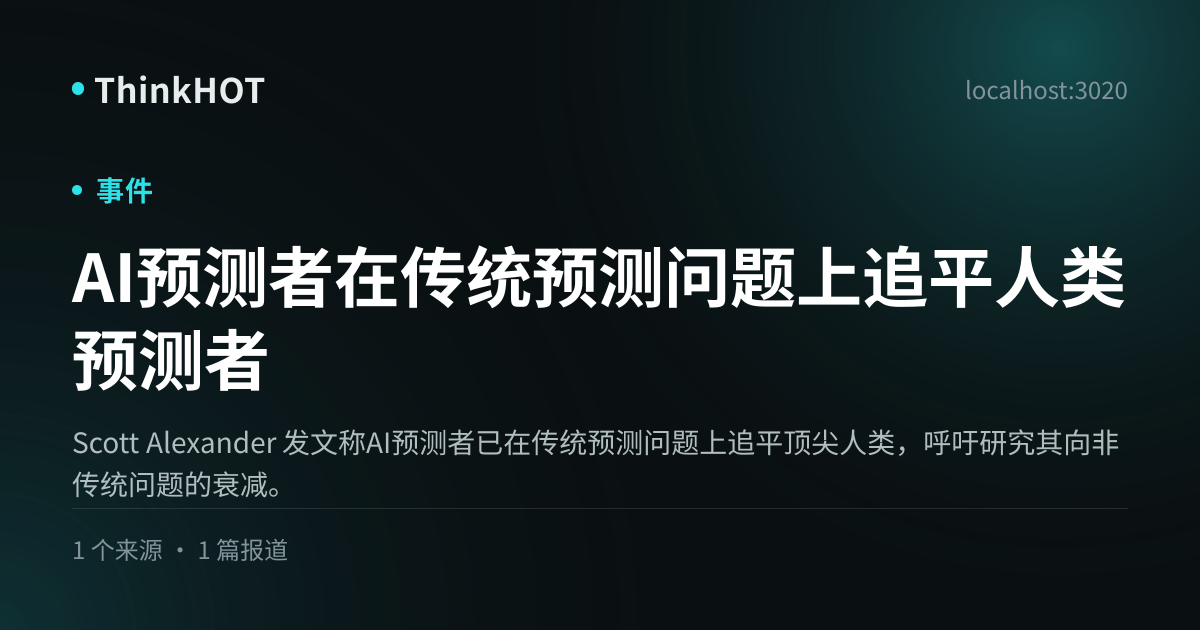 ThinkHOT
localhost:3020
事件
AI预测者在传统预测问题上追平人类
预测者
Scott Alexander 发文称AI预测者已在传统预测问题上追平顶尖人类，呼吁研究其向非
传统问题的衰减。
1 个来源 · 1 篇报道